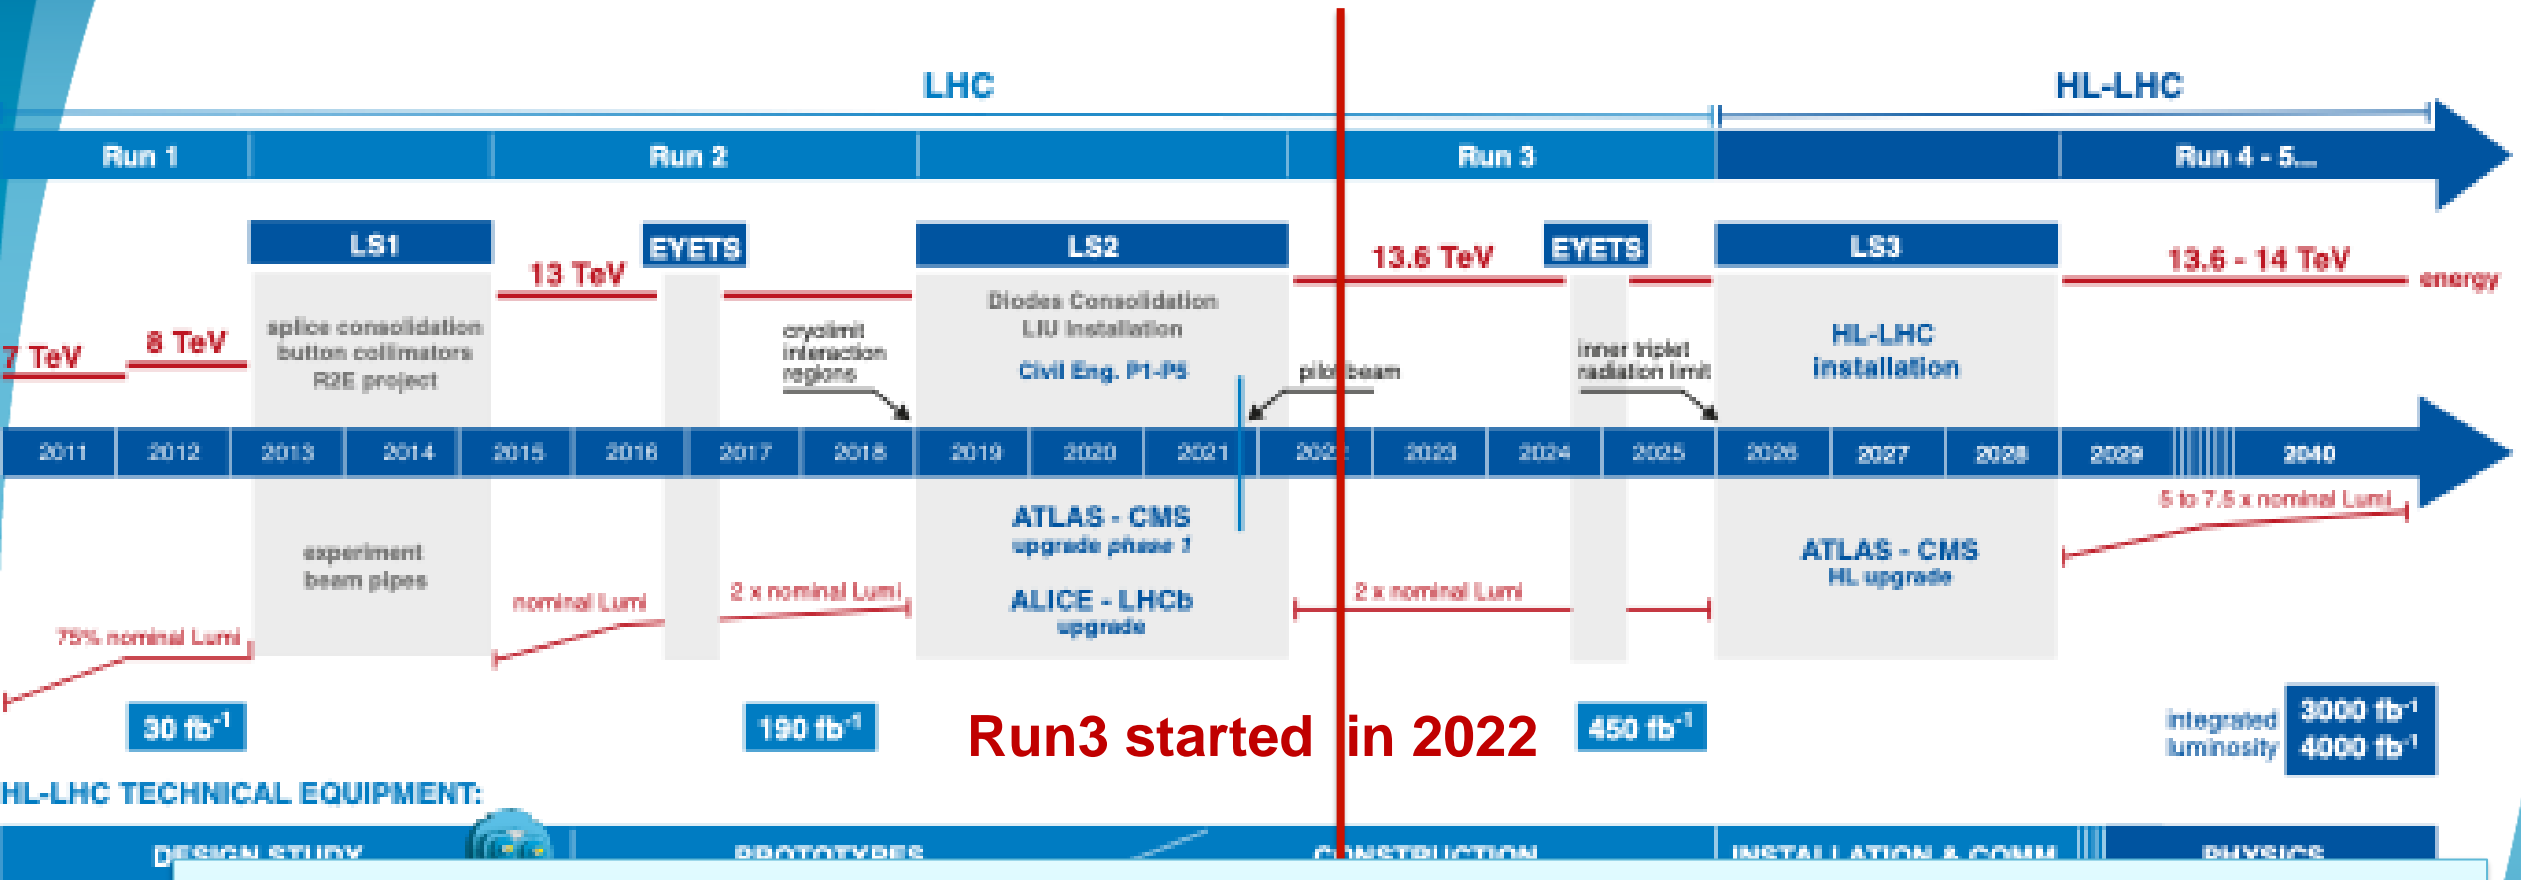 LHC
HL-LHC
Run 1
Run 2
Run 3
Run 4 - 5...
LS1
EYETS
LS2
EYETS
LS3
13 TeV
13.6 TeV
13.6 - 14 TeV
energy
7 TeV
8 TeV
splice consolidation
button collimators
R2E project
cryolimit
interaction
regions
Diodes Consolidation
LIU Installation
Civil Eng. P1-P5
pilot beam
inner triplet
radiation limit
HL-LHC
installation
2011
2012
2013
2014
2015
2016
2017
2018
2019
2020
2021
2022
2023
2024
2025
2026
2027
2028
2029
2040
5 to 7.5 x nominal Lumi
experiment
beam pipes
ATLAS - CMS
upgrade phase 1
ALICE - LHCb
upgrade
ATLAS - CMS
HL upgrade
75% nominal Lumi
nominal Lumi
2 x nominal Lumi
2 x nominal Lumi
30 fb-1
190 fb-1
Run3 started in 2022
450 fb-1
integrated
luminosity
3000 fb-1
4000 fb-1
HL-LHC TECHNICAL EQUIPMENT:
DESIGN STUDY
PROTOTYPES
CONSTRUCTION
INSTALLATION & COMM
PHYSICS